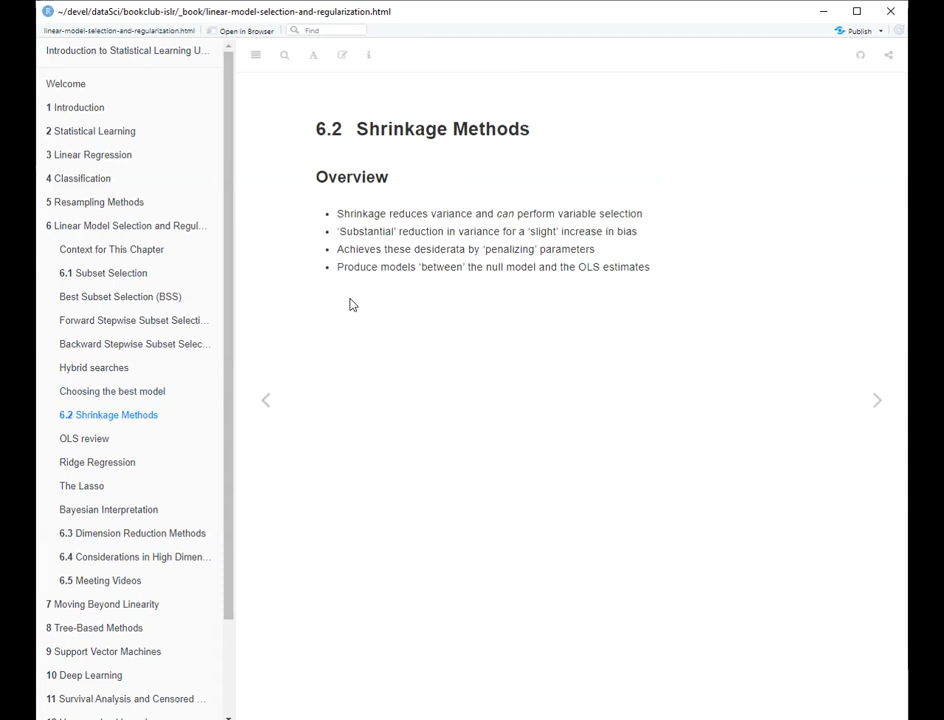 ~/devel/dataSci/bookclub-islr/_book/linear-model-selection-and-regularization.html
linear-model-selection-and-regularization.html
Open in Browser
Find
Publish
Introduction to Statistical Learning U...
Welcome
1 Introduction
2 Statistical Learning
3 Linear Regression
4 Classification
5 Resampling Methods
6 Linear Model Selection and Regul...
Context for This Chapter
6.1 Subset Selection
Best Subset Selection (BSS)
Forward Stepwise Subset Selecti...
Backward Stepwise Subset Selec...
Hybrid searches
Choosing the best model
6.2 Shrinkage Methods
OLS review
Ridge Regression
The Lasso
Bayesian Interpretation
6.3 Dimension Reduction Methods
6.4 Considerations in High Dimen...
6.5 Meeting Videos
7 Moving Beyond Linearity
8 Tree-Based Methods
9 Support Vector Machines
10 Deep Learning
11 Survival Analysis and Censored ...
6.2 Shrinkage Methods
Overview
• Shrinkage reduces variance and can perform variable selection
• ‘Substantial’ reduction in variance for a ‘slight’ increase in bias
• Achieves these desiderata by ‘penalizing’ parameters
• Produce models ‘between’ the null model and the OLS estimates